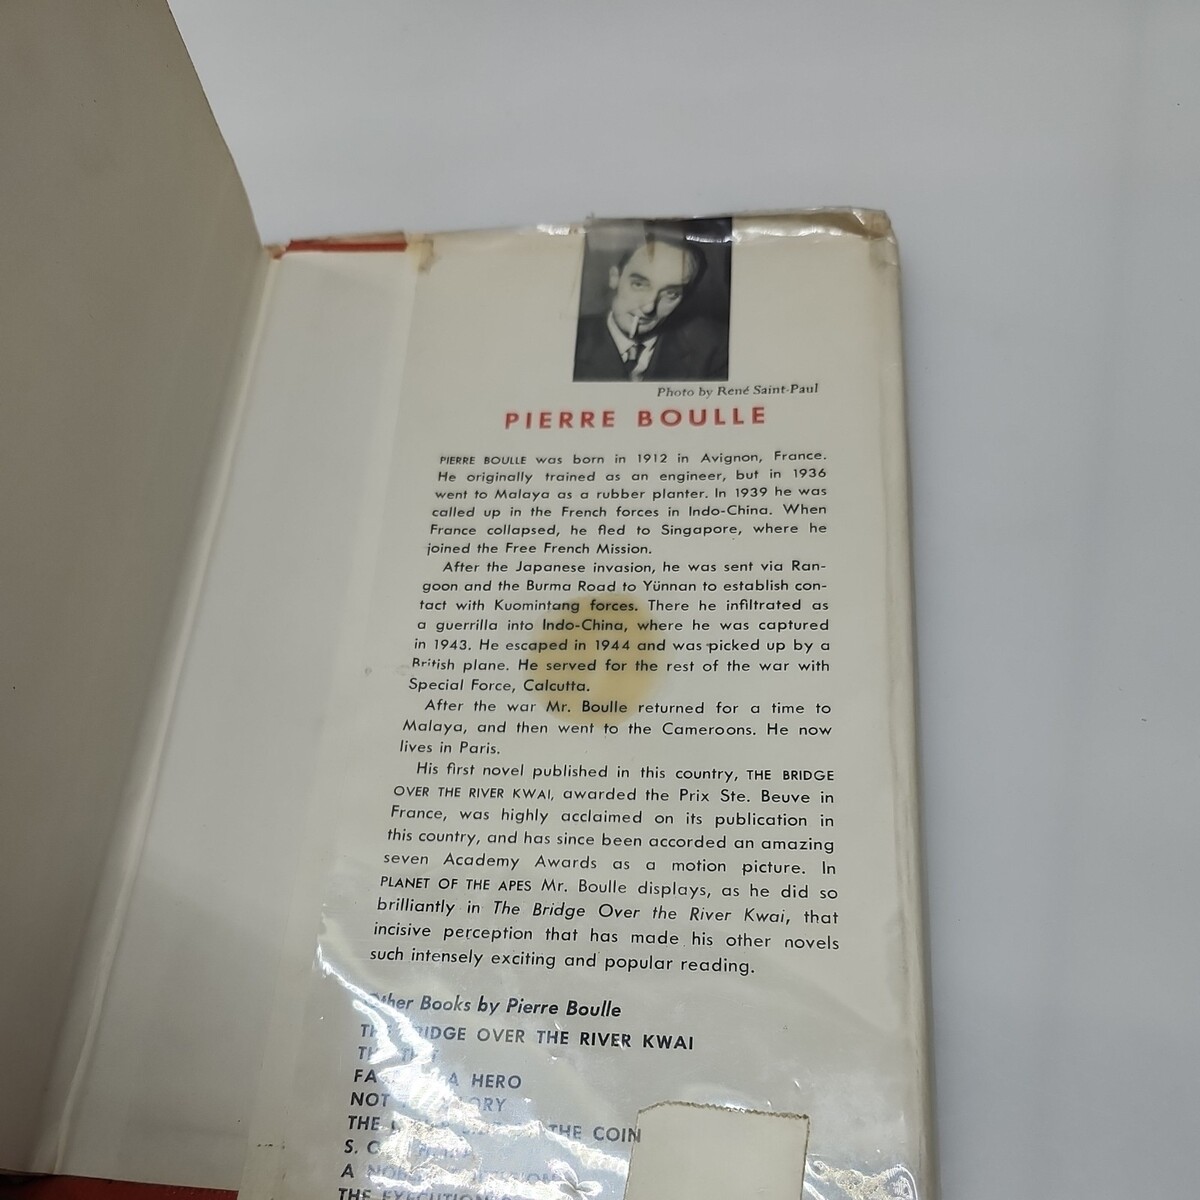 Photo by René Saint-Paul
PIERRE BOULLE
PIERRE BOULLE was born in 1912 in Avignon, France.
He originally trained as an engineer, but in 1936
went to Malaya as a rubber planter. In 1939 he was
called up in the French forces in Indo-China. When
France collapsed, he fled to Singapore, where he
joined the Free French Mission.
After the Japanese invasion, he was sent via Ran-
goon and the Burma Road to Yünnan to establish con-
tact with Kuomintang forces. There he infiltrated as
a guerrilla into Indo-China, where he was captured
in 1943. He escaped in 1944 and was picked up by a
British plane. He served for the rest of the war with
Special Force, Calcutta.
After the war Mr. Boulle returned for a time to
Malaya, and then went to the Cameroons. He now
lives in Paris.
His first novel published in this country, THE BRIDGE
OVER THE RIVER KWAI, awarded the Prix Ste. Beuve in
France, was highly acclaimed on its publication in
this country, and has since been accorded an amazing
seven Academy Awards as a motion picture. In
PLANET OF THE APES Mr. Boulle displays, as he did so
brilliantly in The Bridge Over the River Kwai, that
incisive perception that has made his other novels
such intensely exciting and popular reading.
Other Books by Pierre Boulle
THE BRIDGE OVER THE RIVER KWAI
A HERO
NOT
THE THE COIN
S. O.
A
THE